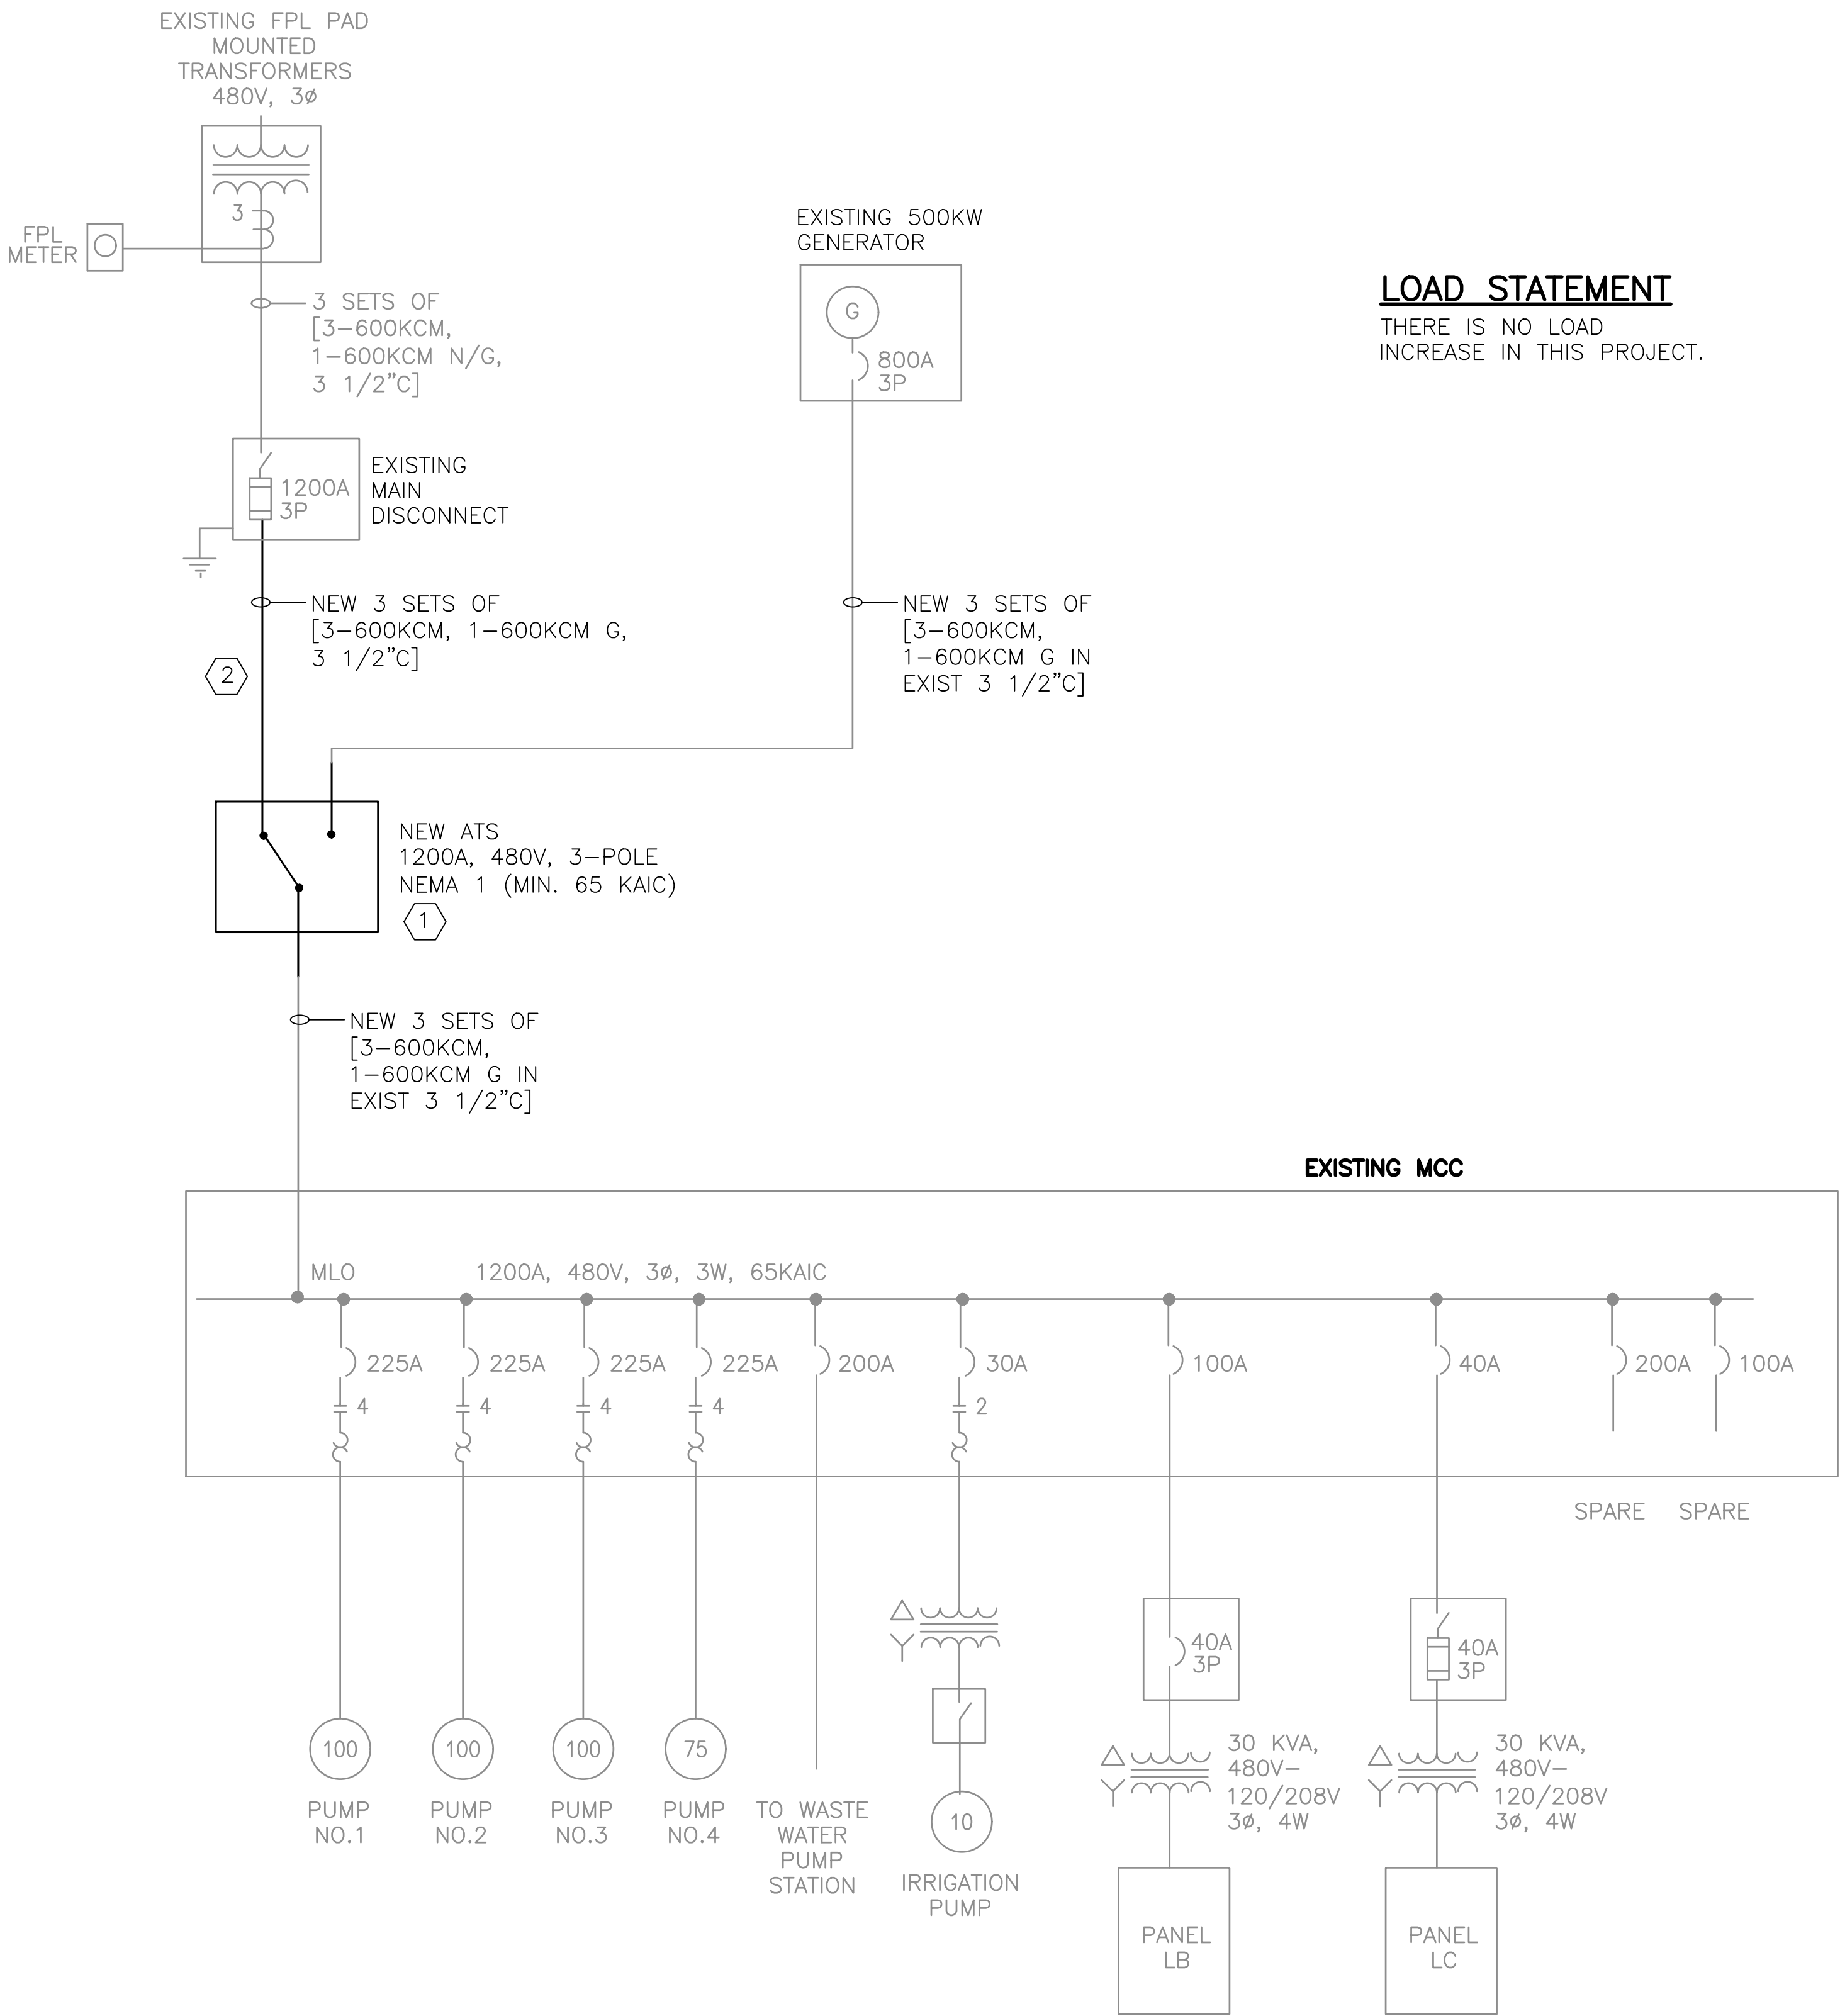 EXISTING FPL PAD
MOUNTED
TRANSFORMERS
480V, 3ø
3
FPL
METER
3 SETS OF
[3-600KCM,
1-600KCM N/G,
3 1/2"C]
EXISTING 500KW
GENERATOR
G
800A
3P
LOAD STATEMENT
THERE IS NO LOAD
INCREASE IN THIS PROJECT.
1200A
3P
EXISTING
MAIN
DISCONNECT
NEW 3 SETS OF
[3-600KCM, 1-600KCM G,
3 1/2"C]
2
NEW 3 SETS OF
[3-600KCM,
1-600KCM G IN
EXIST 3 1/2"C]
NEW ATS
1200A, 480V, 3-POLE
NEMA 1 (MIN. 65 KAIC)
1
NEW 3 SETS OF
[3-600KCM,
1-600KCM G IN
EXIST 3 1/2"C]
EXISTING MCC
MLO
1200A, 480V, 3ø, 3W, 65KAIC
225A
225A
225A
225A
200A
30A
100A
40A
200A
100A
4
4
4
4
2
SPARE
SPARE
40A
3P
40A
3P
30 KVA,
480V-
120/208V
3ø, 4W
30 KVA,
480V-
120/208V
3ø, 4W
100
100
100
75
10
PUMP
NO.1
PUMP
NO.2
PUMP
NO.3
PUMP
NO.4
TO WASTE
WATER
PUMP
STATION
IRRIGATION
PUMP
PANEL
LB
PANEL
LC